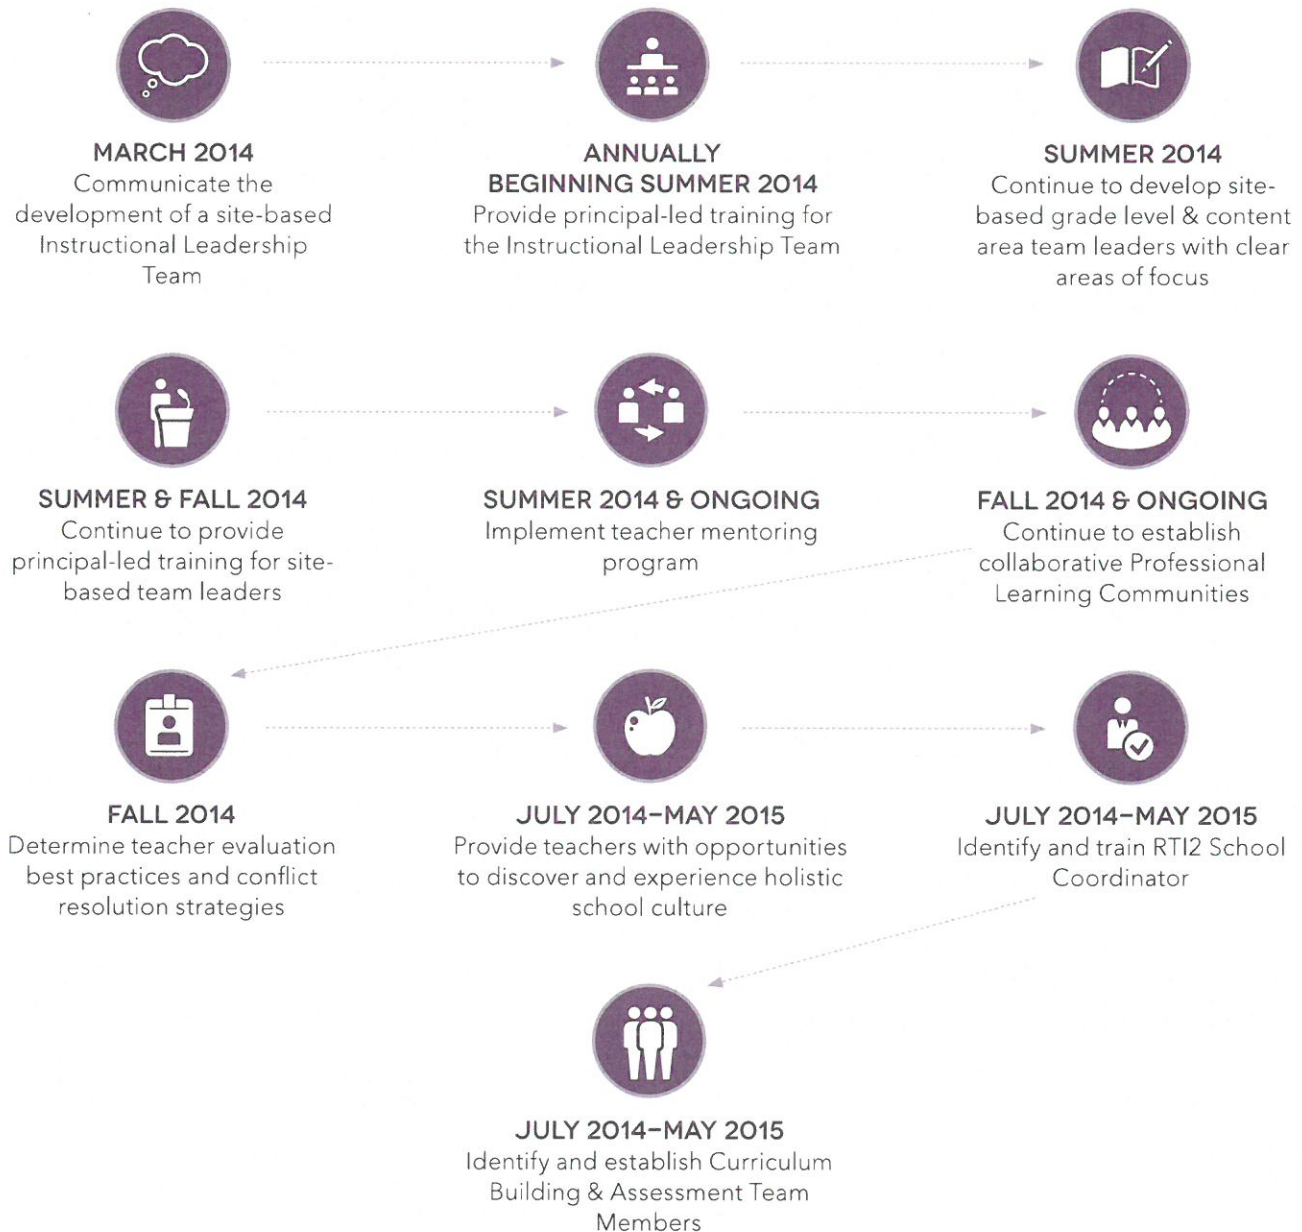 MARCH 2014
Communicate the
development of a site-based
Instructional Leadership
Team
ANNUALLY
BEGINNING SUMMER 2014
Provide principal-led training for
the Instructional Leadership Team
SUMMER 2014
Continue to develop site-
based grade level & content
area team leaders with clear
areas of focus
SUMMER & FALL 2014
Continue to provide
principal-led training for site-
based team leaders
SUMMER 2014 & ONGOING
Implement teacher mentoring
program
FALL 2014 & ONGOING
Continue to establish
collaborative Professional
Learning Communities
FALL 2014
Determine teacher evaluation
best practices and conflict
resolution strategies
JULY 2014–MAY 2015
Provide teachers with opportunities
to discover and experience holistic
school culture
JULY 2014–MAY 2015
Identify and train RTI2 School
Coordinator
JULY 2014–MAY 2015
Identify and establish Curriculum
Building & Assessment Team
Members